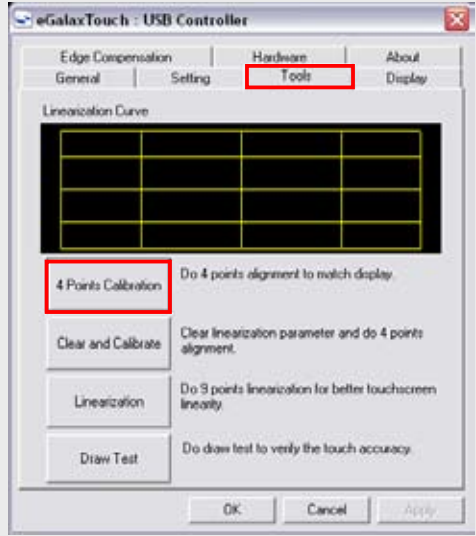 eGalaxTouch : USB Controller
Edge Compensation Hardware About
General Setting Tools Display
Linearization Curve
4 Points Calibration
Do 4 points alignment to match display.
Clear and Calibrate
Clear linearization parameter and do 4 points
alignment.
Linearization
Do 9 points linearization for better touchscreen
linearity.
Draw Test
Do draw test to verify the touch accuracy.
OK Cancel Apply